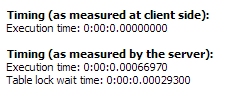 Timing (as measured at client side):
Execution time: 0:00:0.00000000
Timing (as measured by the server):
Execution time: 0:00:0.00066970
Table lock wait time: 0:00:0.00029300